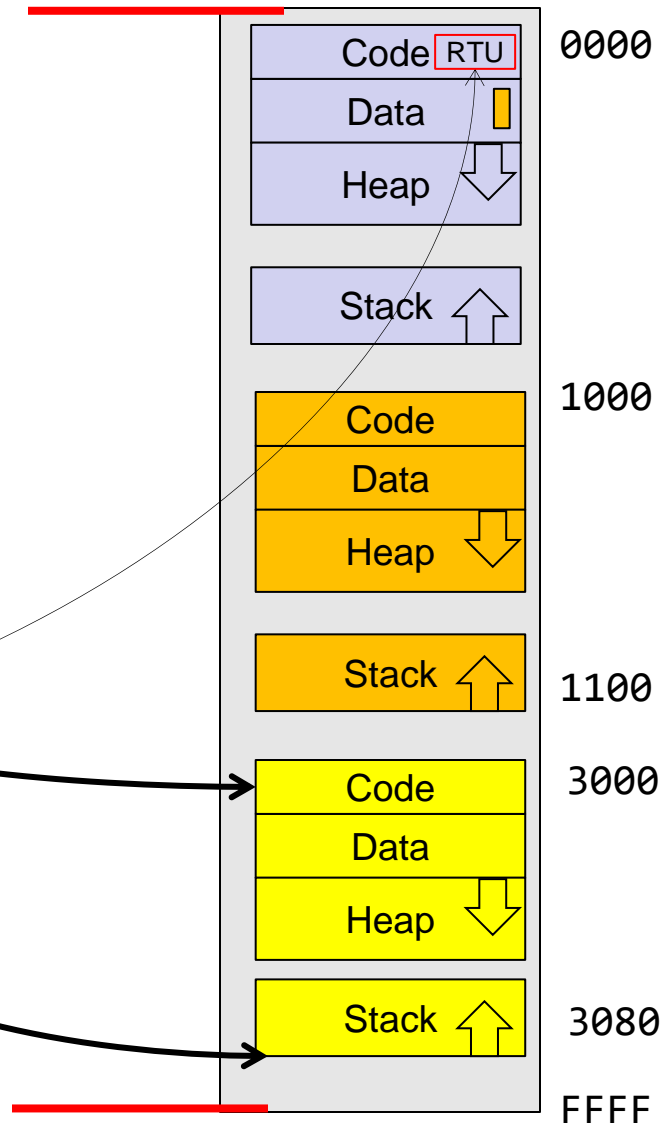 Code RTU 0000
Data
Heap
Stack
1000
Code
Data
Heap
Stack
1100
3000
Code
Data
Heap
Stack 3080
FFFF